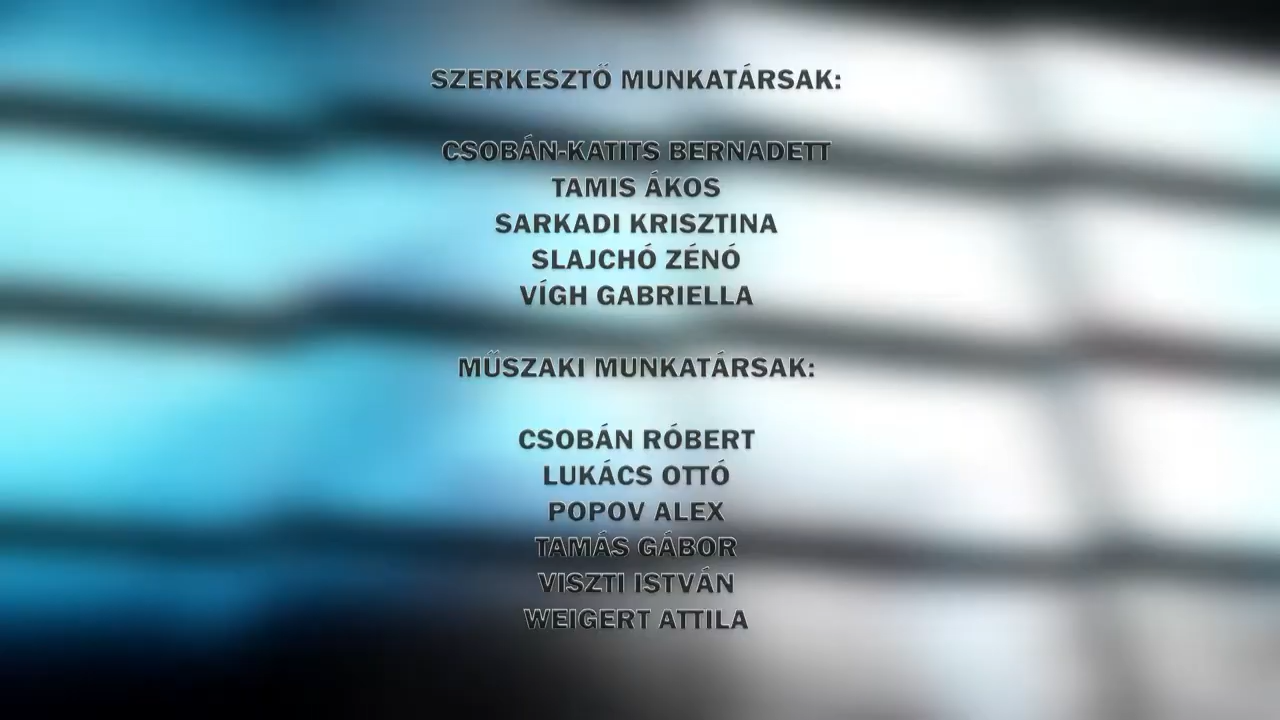 SZERKESZTŐ MUNKATÁRSAK:
CSOBÁN-KATITS BERNADETT
TAMIS ÁKOS
SARKADI KRISZTINA
SLAJCHÓ ZÉNÓ
VÍGH GABRIELLA
MŰSZAKI MUNKATÁRSAK:
CSOBÁN RÓBERT
LUKÁCS OTTÓ
POPOV ALEX
TAMÁS GÁBOR
VISZTI ISTVÁN
WEIGERT ATTILA